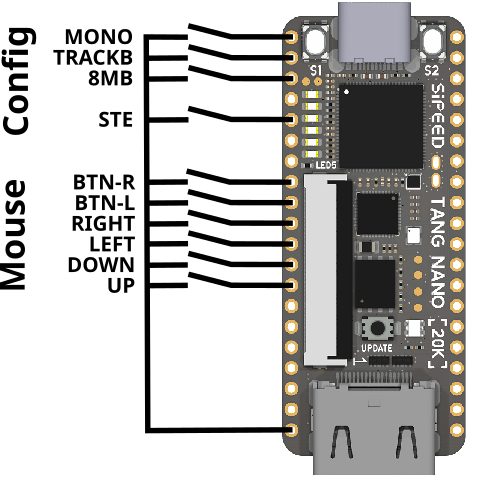 Config
MONO
TRACKB
8MB
STE
Mouse
BTN-R
BTN-L
RIGHT
LEFT
DOWN
UP
S1
S2
LED5
SiPEED
TANG NANO
20K
UPDATE
1